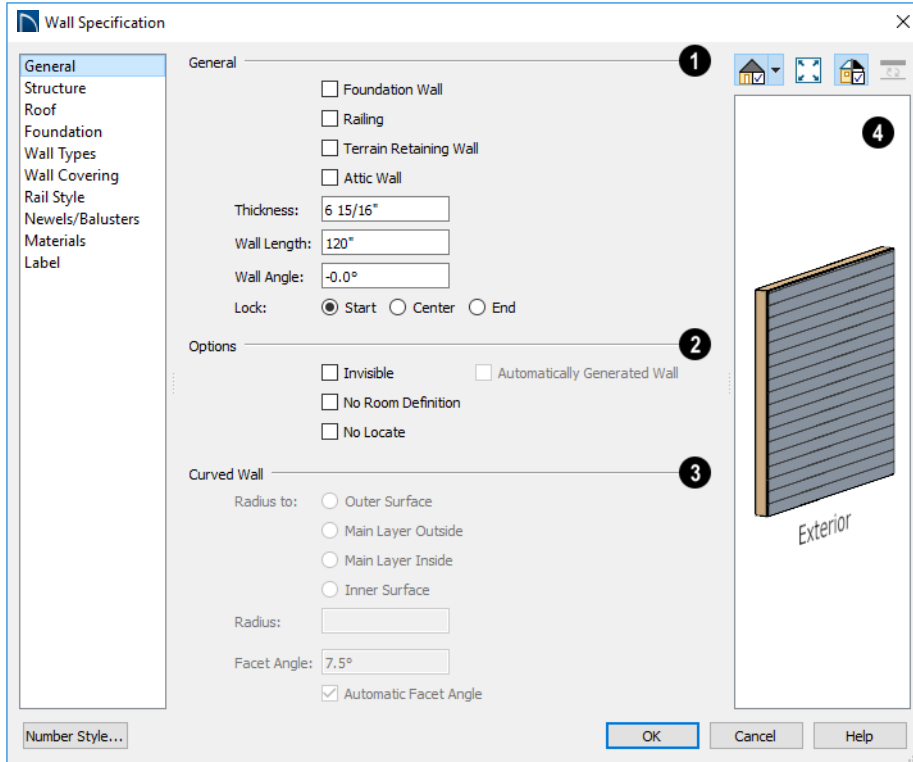 Wall Specification
General
Structure
Roof
Foundation
Wall Types
Wall Covering
Rail Style
Newels/Balusters
Materials
Label
General 1
Foundation Wall
Railing
Terrain Retaining Wall
Attic Wall
Thickness: 6 15/16"
Wall Length: 120"
Wall Angle: -0.0°
Lock: Start Center End
Options 2
Invisible Automatically Generated Wall
No Room Definition
No Locate
Curved Wall 3
Radius to: Outer Surface
Main Layer Outside
Main Layer Inside
Inner Surface
Radius:
Facet Angle: 7.5°
Automatic Facet Angle
4
Exterior
Number Style... OK Cancel Help